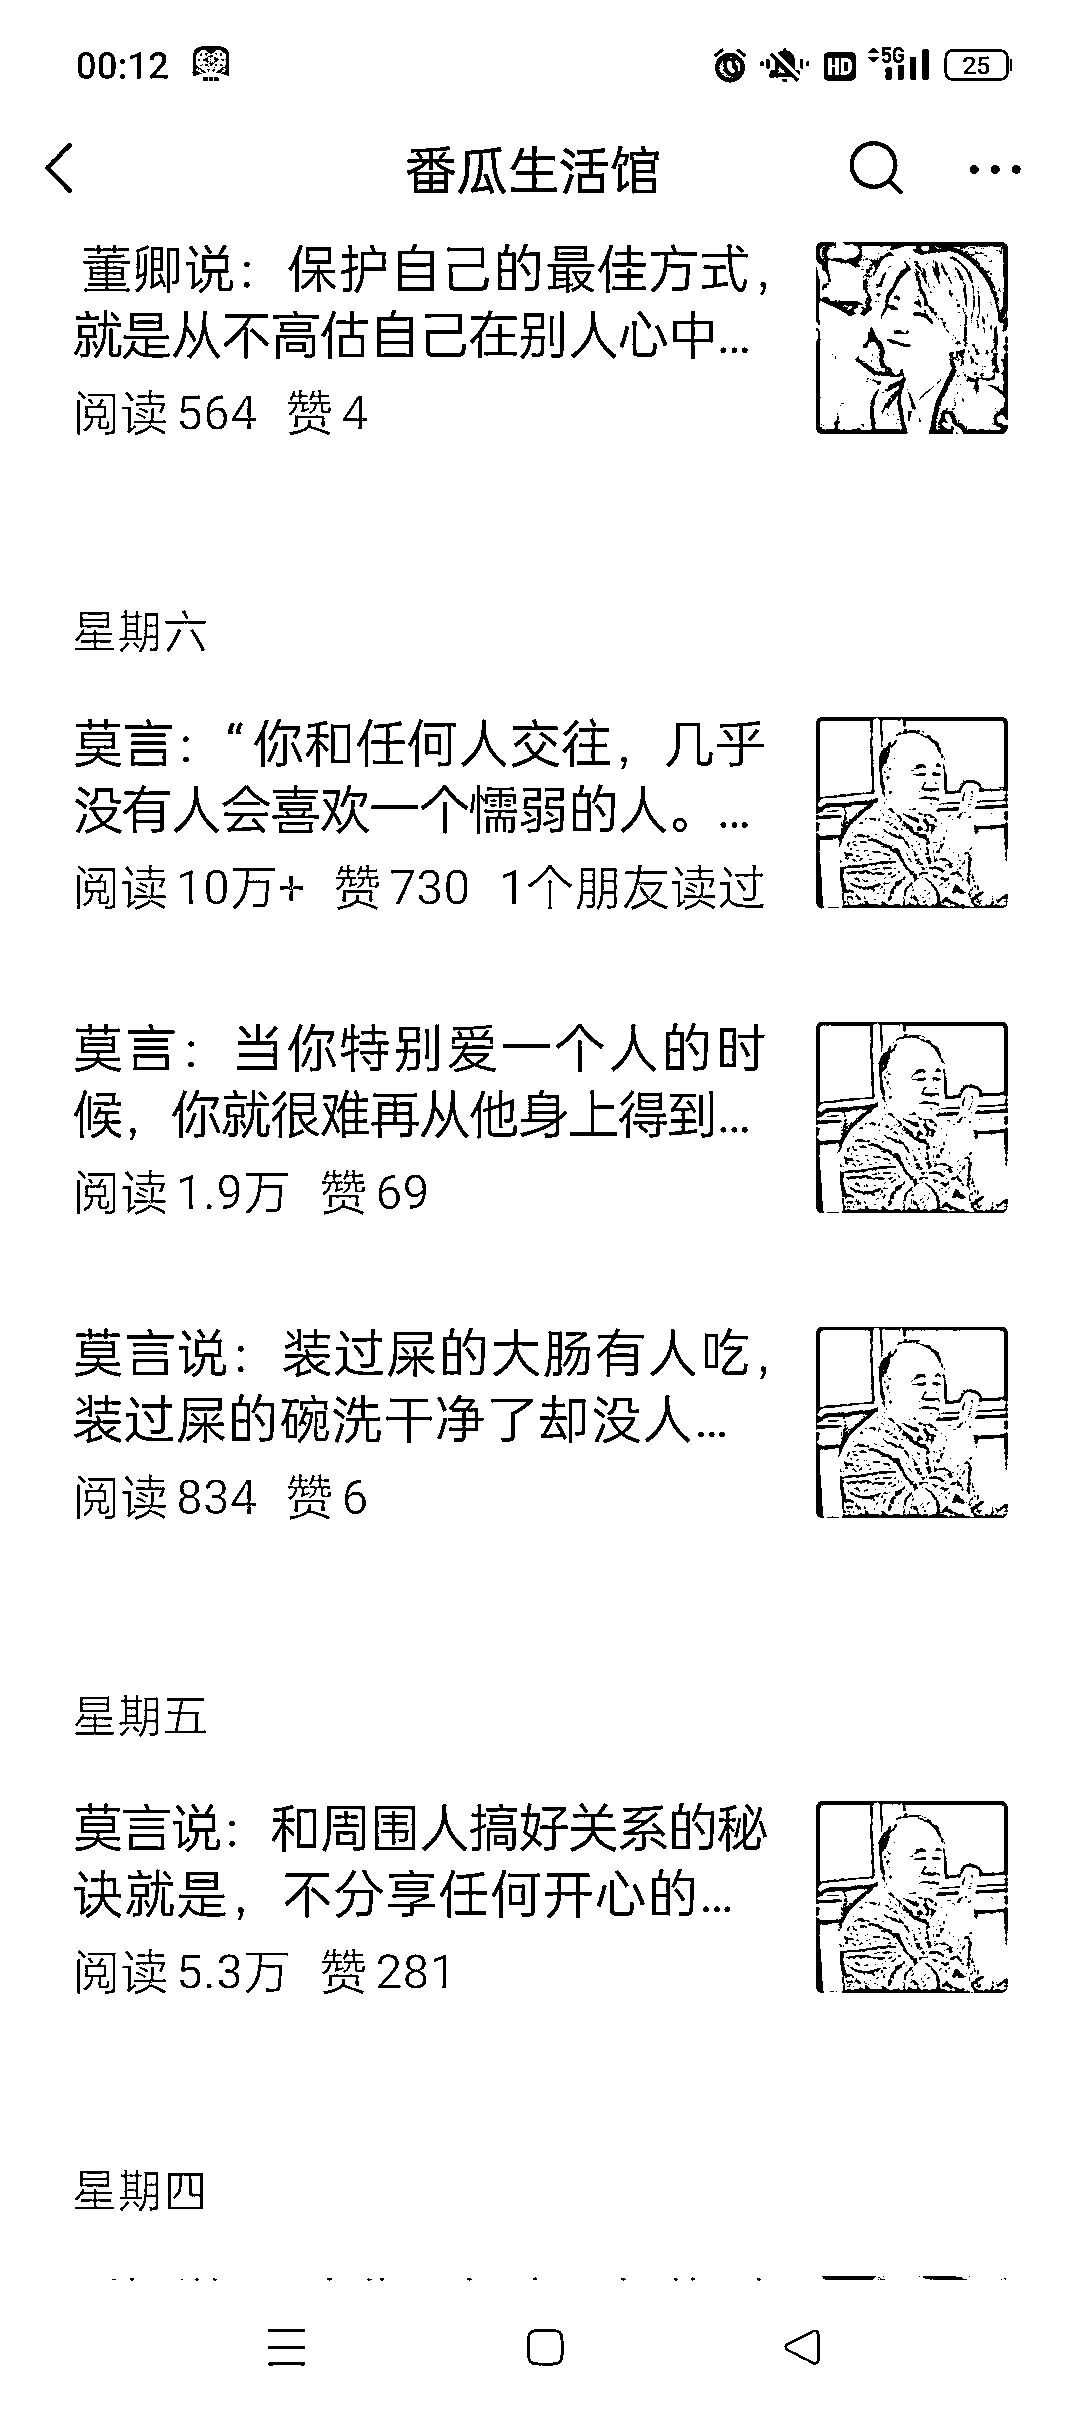 00:12 HD 5G 25
番瓜生活馆
董卿说：保护自己的最佳方式，
就是从不高估自己在别人心中...
阅读 564 赞 4
星期六
莫言：“你和任何人交往，几乎
没有人会喜欢一个懦弱的人。...
阅读 10万+ 赞 730 1个朋友读过
莫言：当你特别爱一个人的时
候，你就很难再从他身上得到...
阅读 1.9万 赞 69
莫言说：装过屎的大肠有人吃，
装过屎的碗洗干净了却没人...
阅读 834 赞 6
星期五
莫言说：和周围人搞好关系的秘
诀就是，不分享任何开心的...
阅读 5.3万 赞 281
星期四